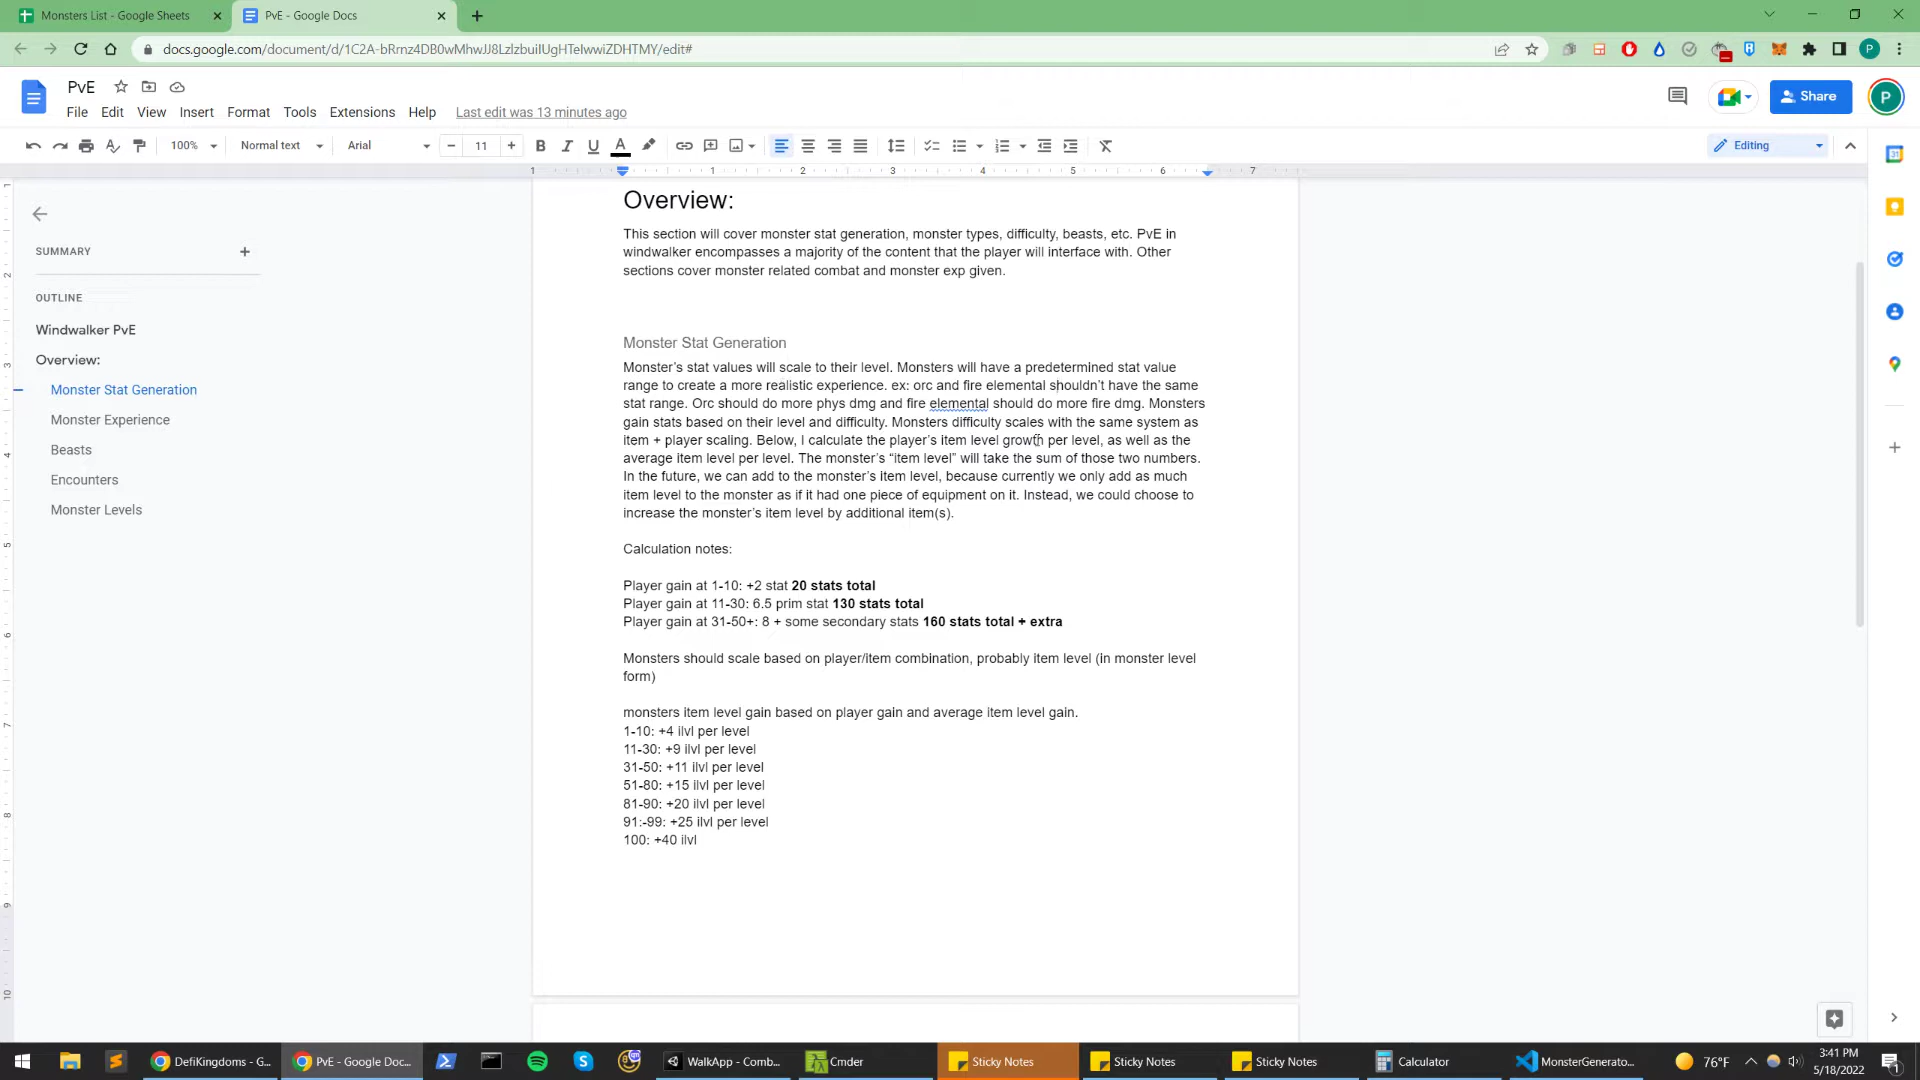 Monsters List - Google Sheets
PvE - Google Docs
docs.google.com/document/d/1C2A-bRrnz4DB0wMhwJJ8LzlzbuiIUgHTeIwwiZDHTMY/edit#
PvE
File Edit View Insert Format Tools Extensions Help Last edit was 13 minutes ago
Share
P
100% Normal text Arial 11
Editing
1 1 2 3 4 5 6 7
SUMMARY
OUTLINE
Windwalker PvE
Overview:
Monster Stat Generation
Monster Experience
Beasts
Encounters
Monster Levels
Overview:
This section will cover monster stat generation, monster types, difficulty, beasts, etc. PvE in
windwalker encompasses a majority of the content that the player will interface with. Other
sections cover monster related combat and monster exp given.
Monster Stat Generation
Monster's stat values will scale to their level. Monsters will have a predetermined stat value
range to create a more realistic experience. ex: orc and fire elemental shouldn't have the same
stat range. Orc should do more phys dmg and fire elemental should do more fire dmg. Monsters
gain stats based on their level and difficulty. Monsters difficulty scales with the same system as
item + player scaling. Below, I calculate the player's item level growth per level, as well as the
average item level per level. The monster's “item level” will take the sum of those two numbers.
In the future, we can add to the monster's item level, because currently we only add as much
item level to the monster as if it had one piece of equipment on it. Instead, we could choose to
increase the monster's item level by additional item(s).
Calculation notes:
Player gain at 1-10: +2 stat 20 stats total
Player gain at 11-30: 6.5 prim stat 130 stats total
Player gain at 31-50+: 8 + some secondary stats 160 stats total + extra
Monsters should scale based on player/item combination, probably item level (in monster level
form)
monsters item level gain based on player gain and average item level gain.
1-10: +4 ilvl per level
11-30: +9 ilvl per level
31-50: +11 ilvl per level
51-80: +15 ilvl per level
81-90: +20 ilvl per level
91:-99: +25 ilvl per level
100: +40 ilvl
DefiKingdoms - G...
PvE - Google Doc...
WalkApp - Comb...
Cmder
Sticky Notes
Sticky Notes
Sticky Notes
Calculator
MonsterGenerato...
76°F
3:41 PM
5/18/2022